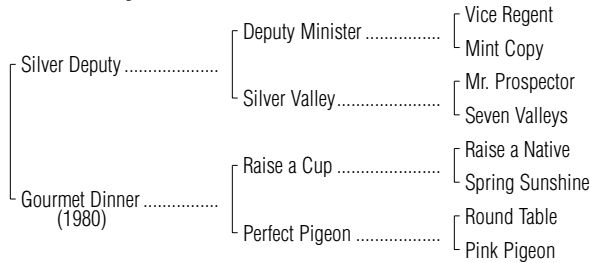 Vice Regent
Deputy Minister ................
Mint Copy
Silver Deputy ....................
Mr. Prospector
Silver Valley......................
Seven Valleys
Raise a Native
Raise a Cup ......................
Spring Sunshine
Gourmet Dinner ................
(1980)
Round Table
Perfect Pigeon ..................
Pink Pigeon